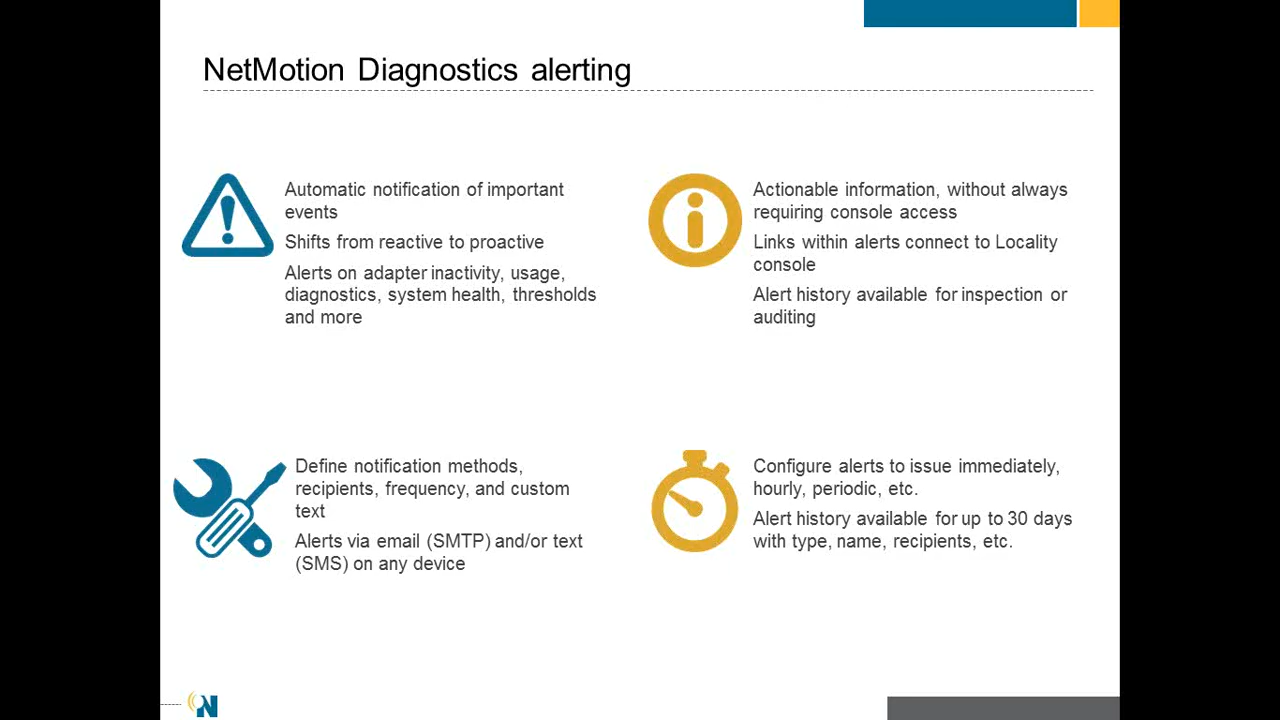 NetMotion Diagnostics alerting
Automatic notification of important
events
Shifts from reactive to proactive
Alerts on adapter inactivity, usage,
diagnostics, system health, thresholds
and more
Actionable information, without always
requiring console access
Links within alerts connect to Locality
console
Alert history available for inspection or
auditing
Define notification methods,
recipients, frequency, and custom
text
Alerts via email (SMTP) and/or text
(SMS) on any device
Configure alerts to issue immediately,
hourly, periodic, etc.
Alert history available for up to 30 days
with type, name, recipients, etc.
N